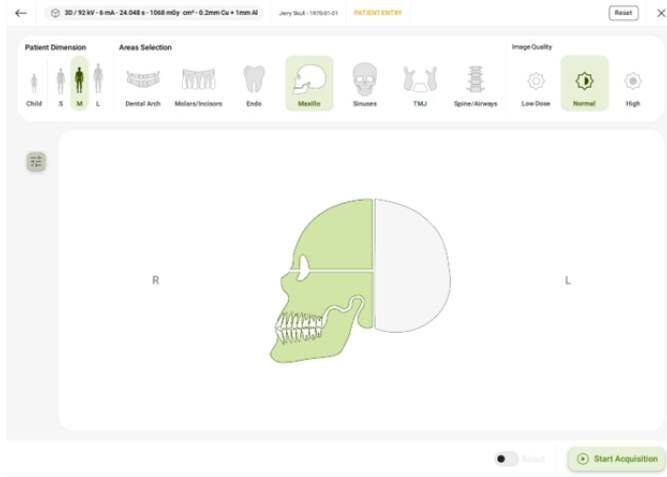 3D / 92 kV - 6 mA - 24.048 s - 1068 mGy cm² - 0.2mm Cu + 1mm Al
Jerry Skull - 1970-01-01
PATIENT ENTRY
Reset
Patient Dimension
Areas Selection
Image Quality
Child S M L
Dental Arch Molars/Incisors Endo Maxillo Sinuses TMJ Spine/Airways
Low Dose Normal High
R L
Scout
Start Acquisition